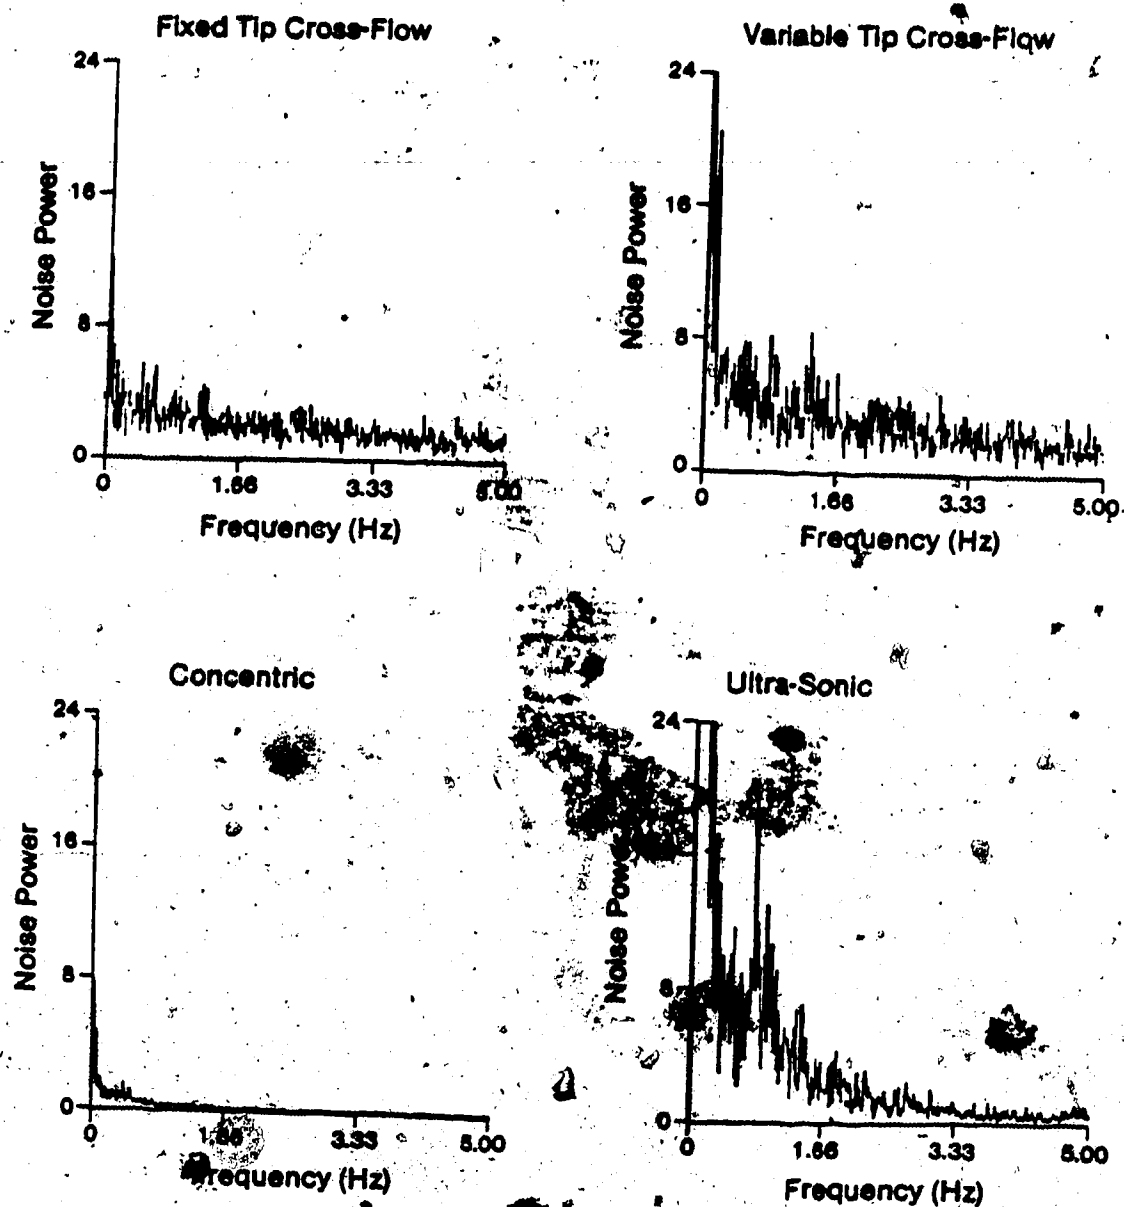 Fixed Tip Cross-Flow
24
16
8
0
Noise Power
0 1.66 3.33 5.00
Frequency (Hz)
Variable Tip Cross-Flow
24
16
8
0
Noise Power
0 1.66 3.33 5.00
Frequency (Hz)
Concentric
24
16
8
0
Noise Power
0 1.66 3.33 5.00
Frequency (Hz)
Ultra-Sonic
24
8
0
Noise Power
0 1.66 3.33 5.00
Frequency (Hz)